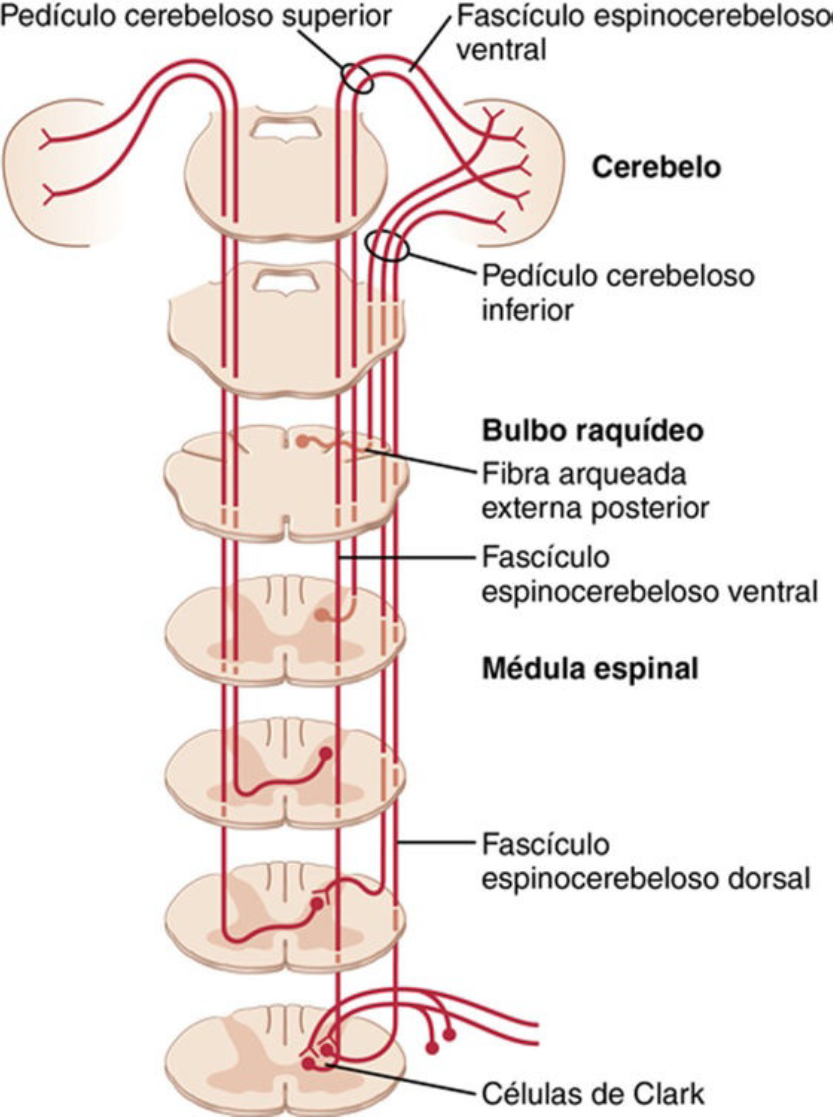 Pedículo cerebeloso superior
Fascículo espinocerebeloso
ventral
Cerebelo
Pedículo cerebeloso
inferior
Bulbo raquídeo
Fibra arqueada
externa posterior
Fascículo
espinocerebeloso ventral
Médula espinal
Fascículo
espinocerebeloso dorsal
Células de Clark